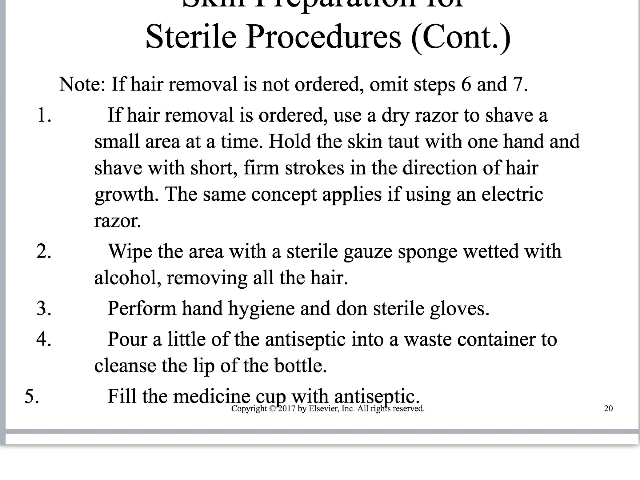 Skin Preparation for
Sterile Procedures (Cont.)
Note: If hair removal is not ordered, omit steps 6 and 7.
1. If hair removal is ordered, use a dry razor to shave a
small area at a time. Hold the skin taut with one hand and
shave with short, firm strokes in the direction of hair
growth. The same concept applies if using an electric
razor.
2. Wipe the area with a sterile gauze sponge wetted with
alcohol, removing all the hair.
3. Perform hand hygiene and don sterile gloves.
4. Pour a little of the antiseptic into a waste container to
cleanse the lip of the bottle.
5. Fill the medicine cup with antiseptic.
Copyright © 2017 by Elsevier, Inc. All rights reserved.
20